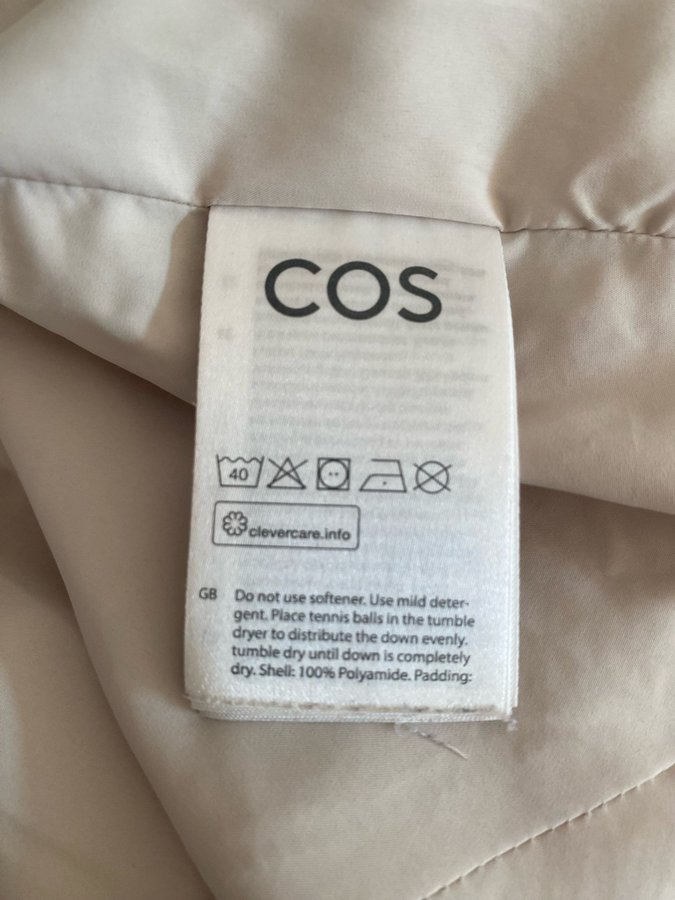 COS
40
clevercare.info
GB Do not use softener. Use mild deter-
gent. Place tennis balls in the tumble
dryer to distribute the down evenly.
tumble dry until down is completely
dry. Shell: 100% Polyamide. Padding: